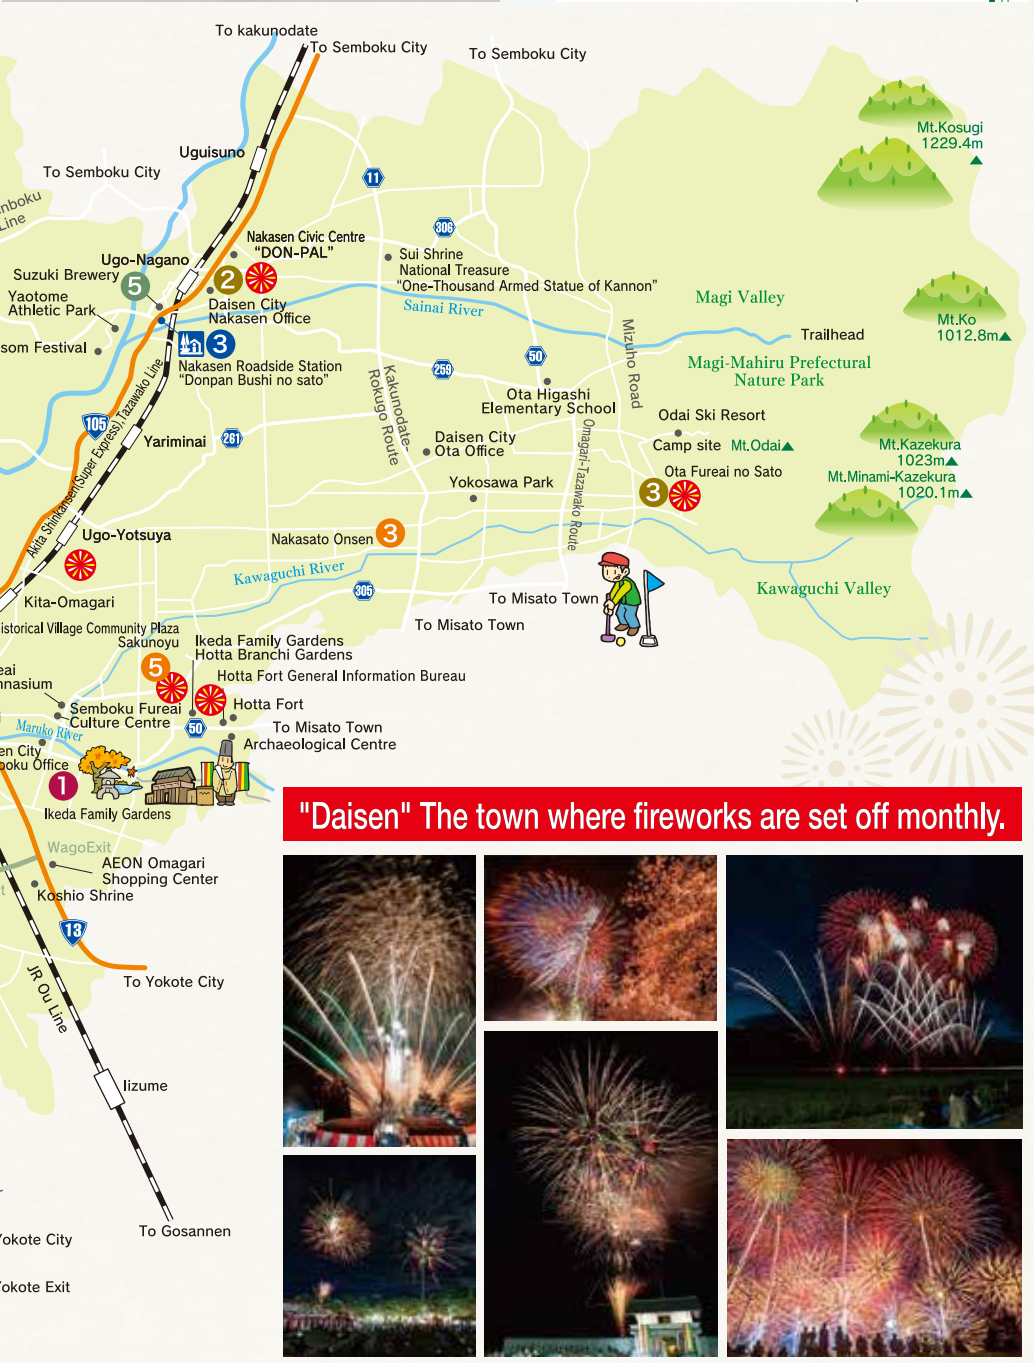 To kakunodate
To Semboku City
To Semboku City
Mt.Kosugi
1229.4m
Uguisuno
To Semboku City
11
nboku
Line
306
Nakasen Civic Centre
"DON-PAL"
Sui Shrine
National Treasure
"One-Thousand Armed Statue of Kannon"
Ugo-Nagano
Suzuki Brewery
5
2
Yaotome
Athletic Park
Daisen City
Nakasen Office
Sainai River
Magi Valley
Mt.Ko
1012.8m
Trailhead
som Festival
3
Nakasen Roadside Station
"Donpan Bushi no sato"
259
50
Mizuho Road
Magi-Mahiru Prefectural
Nature Park
Kakunodate-
Rokugo Route
Ota Higashi
Elementary School
Odai Ski Resort
105
Akita Shinkansen(Super Express),Tazawako Line
Yariminai
261
Daisen City
Ota Office
Omagari-Tazawako Route
Camp site
Mt.Odai
Mt.Kazekura
1023m
Mt.Minami-Kazekura
1020.1m
Ota Fureai no Sato
3
Yokosawa Park
Ugo-Yotsuya
Nakasato Onsen
3
Kawaguchi River
305
To Misato Town
Kawaguchi Valley
Kita-Omagari
To Misato Town
istorical Village Community Plaza
Sakunoyu
Ikeda Family Gardens
Hotta Branchi Gardens
5
eai
nnasium
Hotta Fort General Information Bureau
Semboku Fureai
Culture Centre
Hotta Fort
50
To Misato Town
Maruko River
Archaeological Centre
en City
boku Office
1
Ikeda Family Gardens
"Daisen" The town where fireworks are set off monthly.
WagoExit
t
AEON Omagari
Shopping Center
Koshio Shrine
13
To Yokote City
JR Ou Line
Iizume
To Gosannen
Yokote City
Yokote Exit